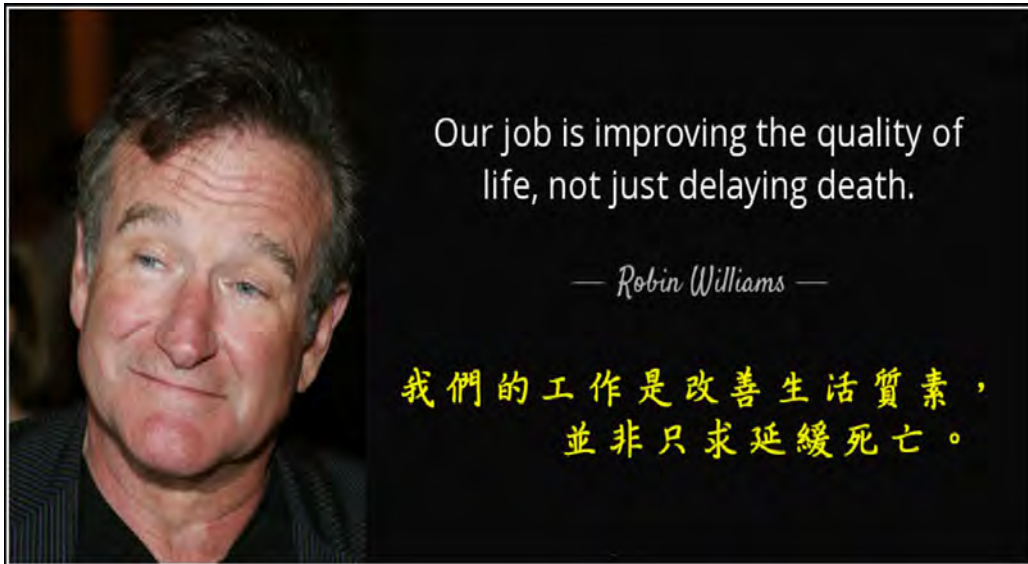 Our job is improving the quality of
life, not just delaying death.
— Robin Williams —
我們的工作是改善生活質素，
並非只求延緩死亡。